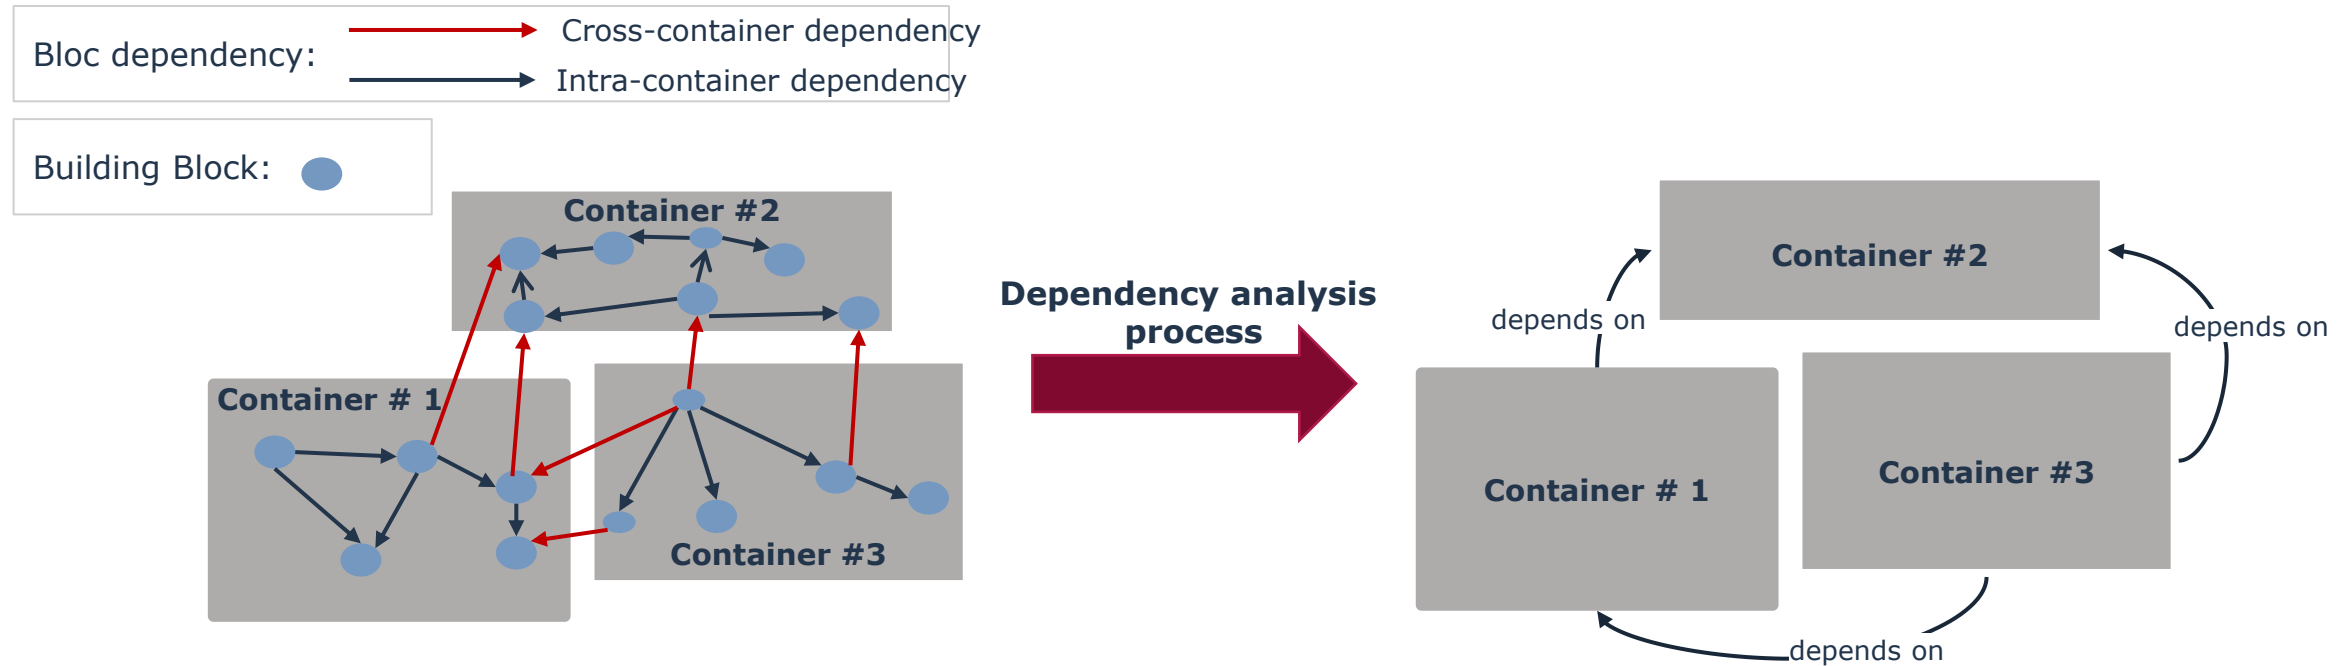 Bloc dependency:
Cross-container dependency
Intra-container dependency
Building Block:
Container #2
Container # 1
Container #3
Dependency analysis
process
Container #2
depends on
depends on
Container # 1
Container #3
depends on